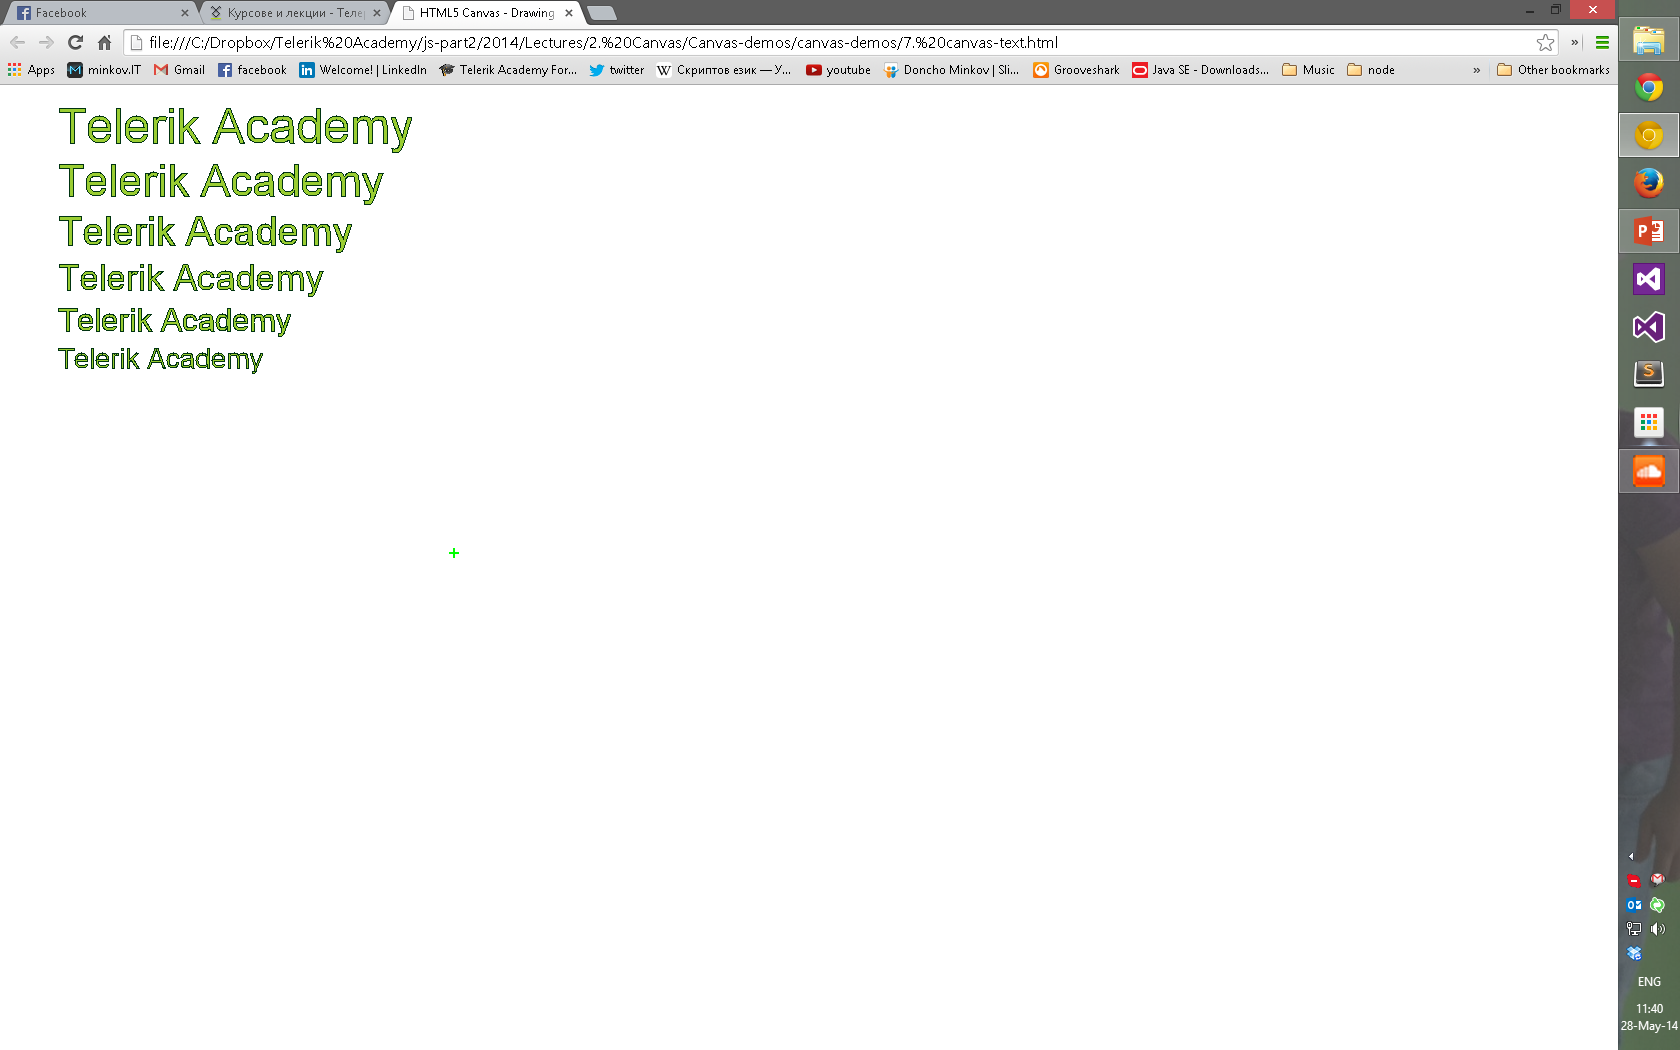 Facebook
Курсове и лекции - Теле
HTML5 Canvas - Drawing
file:///C:/Dropbox/Telerik%20Academy/js-part2/2014/Lectures/2.%20Canvas/Canvas-demos/canvas-demos/7.%20canvas-text.html
Apps minkov.IT Gmail facebook Welcome! | LinkedIn Telerik Academy For... twitter Скриптов език — У... youtube Doncho Minkov | Sli... Grooveshark Java SE - Downloads... Music node » Other bookmarks
Telerik Academy
Telerik Academy
Telerik Academy
Telerik Academy
Telerik Academy
Telerik Academy
ENG
11:40
28-May-14